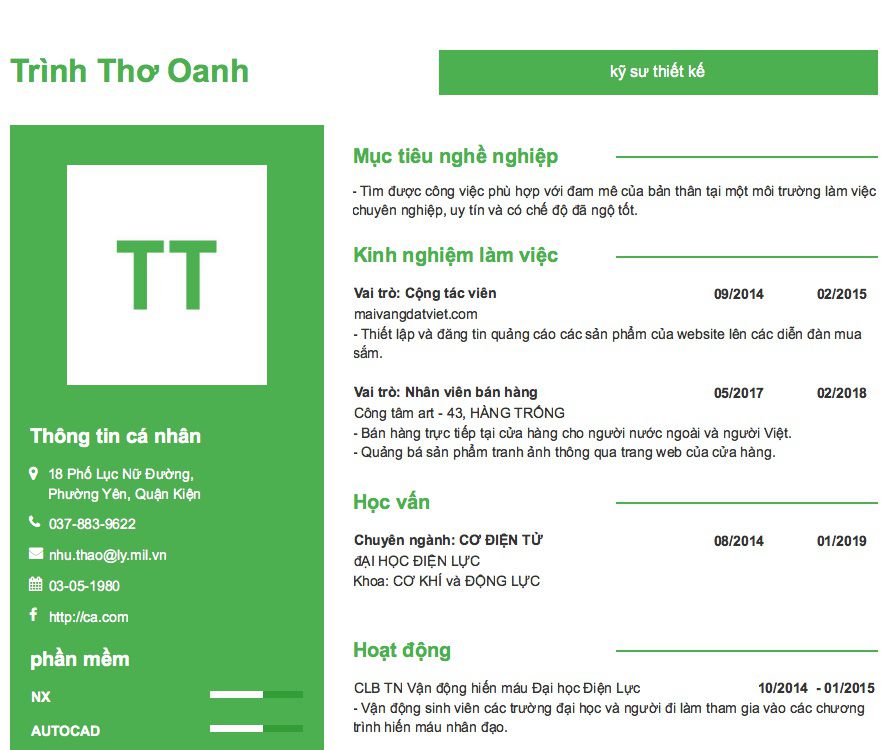 Trình Thơ Oanh
kỹ sư thiết kế
TT
Thông tin cá nhân
18 Phố Lục Nữ Đường,
Phường Yên, Quận Kiện
037-883-9622
nhu.thao@ly.mil.vn
03-05-1980
http://ca.com
phần mềm
NX
AUTOCAD
Mục tiêu nghề nghiệp
- Tìm được công việc phù hợp với đam mê của bản thân tại một môi trường làm việc
chuyên nghiệp, uy tín và có chế độ đã ngộ tốt.
Kinh nghiệm làm việc
Vai trò: Cộng tác viên 09/2014 02/2015
maivangdatviet.com
- Thiết lập và đăng tin quảng cáo các sản phẩm của website lên các diễn đàn mua
sắm.
Vai trò: Nhân viên bán hàng 05/2017 02/2018
Công tâm art - 43, HÀNG TRỐNG
- Bán hàng trực tiếp tại cửa hàng cho người nước ngoài và người Việt.
- Quảng bá sản phẩm tranh ảnh thông qua trang web của cửa hàng.
Học vấn
Chuyên ngành: CƠ ĐIỆN TỬ 08/2014 01/2019
đẠI HỌC ĐIỆN LỰC
Khoa: CƠ KHÍ và ĐỘNG LỰC
Hoạt động
CLB TN Vận động hiến máu Đại học Điện Lực 10/2014 - 01/2015
- Vận động sinh viên các trường đại học và người đi làm tham gia vào các chương
trình hiến máu nhân đạo.